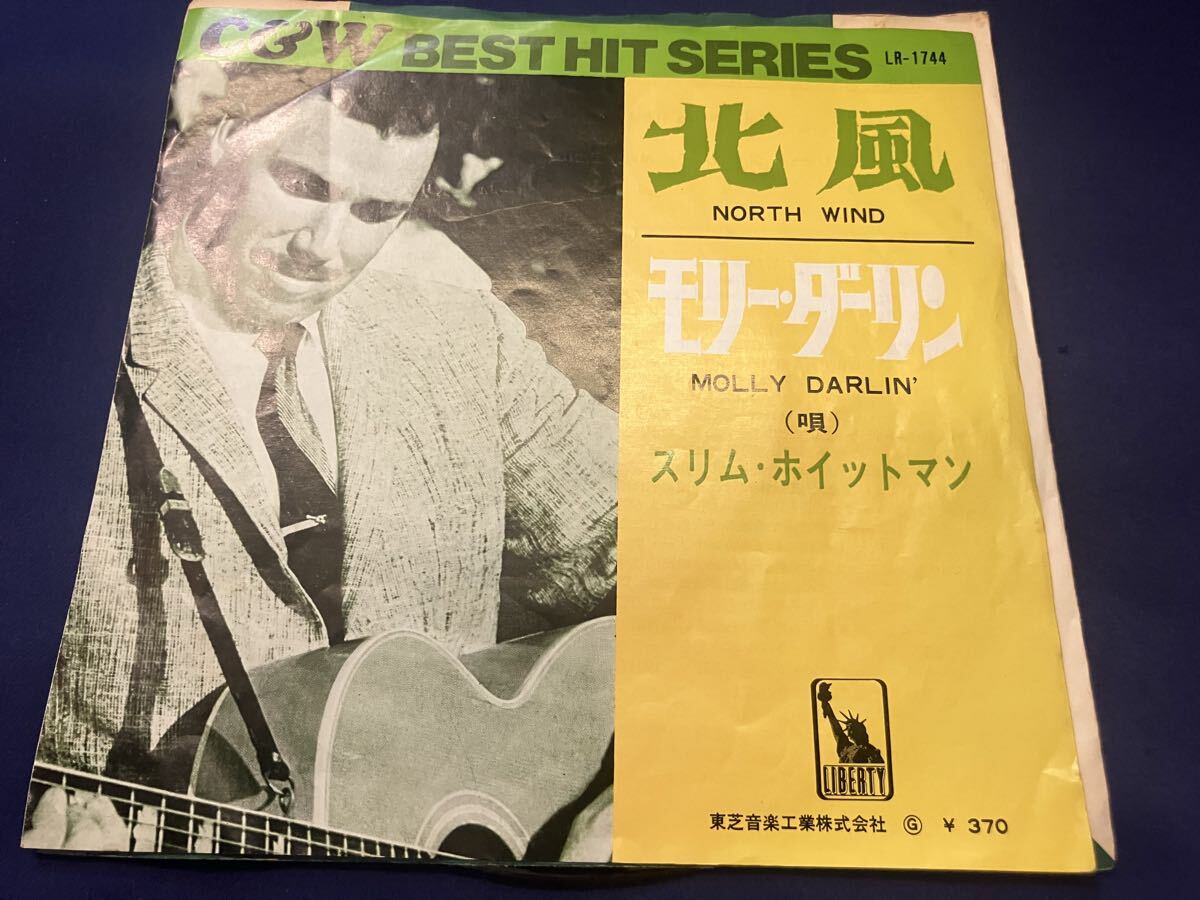 C&W BEST HIT SERIES LR-1744
北風
NORTH WIND
モリー・ダーリン
MOLLY DARLIN'
(唄)
スリム・ホイットマン
LIBERTY
東芝音楽工業株式会社 Ⓖ ¥ 370